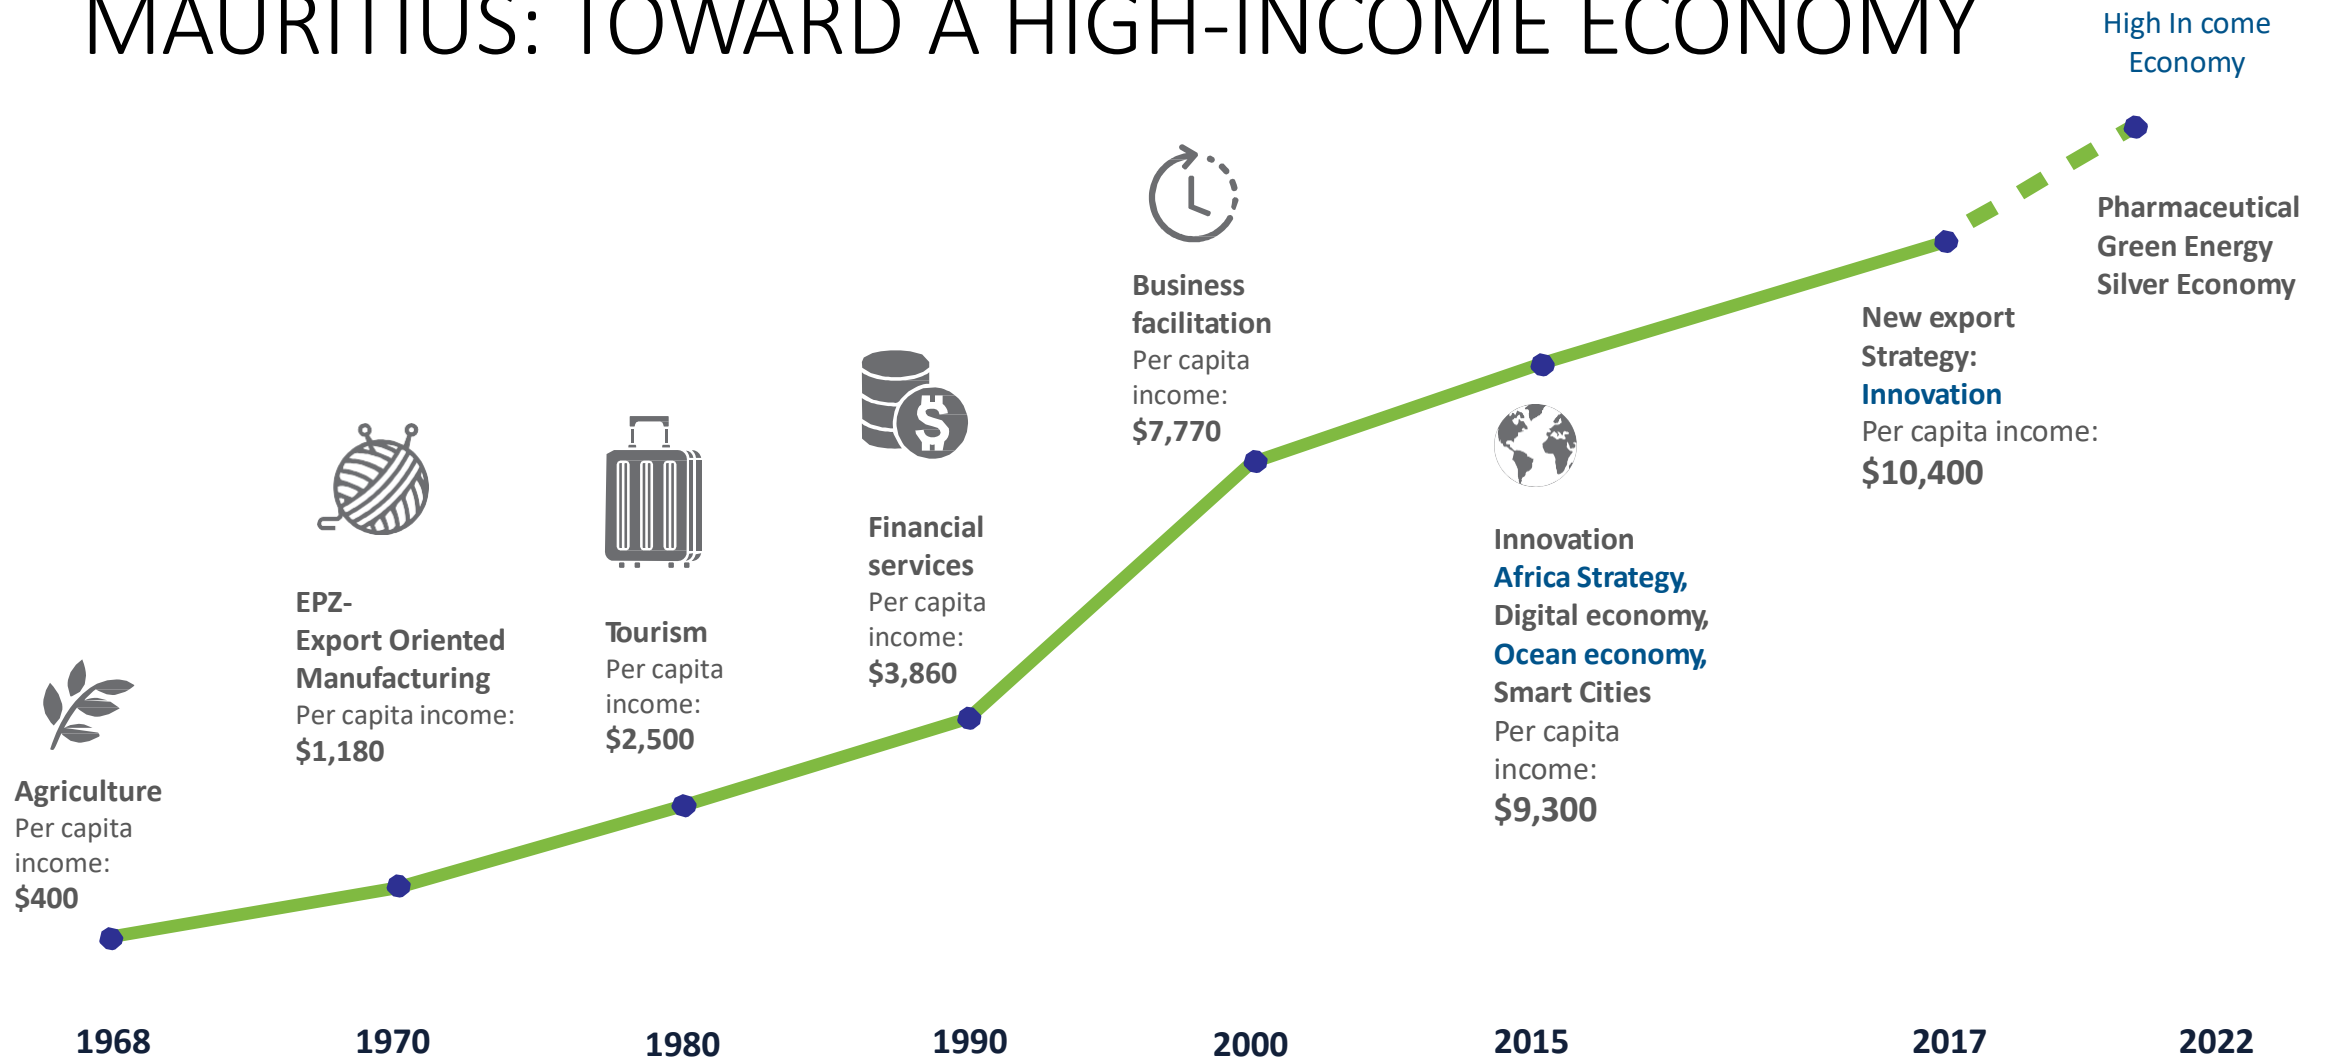 MAURITIUS: TOWARD A HIGH-INCOME ECONOMY
High In come
Economy
Pharmaceutical
Green Energy
Silver Economy
Business
facilitation
Per capita
income:
$7,770
New export
Strategy:
Innovation
Per capita income:
$10,400
Financial
services
Per capita
income:
$3,860
Innovation
Africa Strategy,
Digital economy,
Ocean economy,
Smart Cities
Per capita
income:
$9,300
EPZ-
Export Oriented
Manufacturing
Per capita income:
$1,180
Tourism
Per capita
income:
$2,500
Agriculture
Per capita
income:
$400
1968
1970
1980
1990
2000
2015
2017
2022